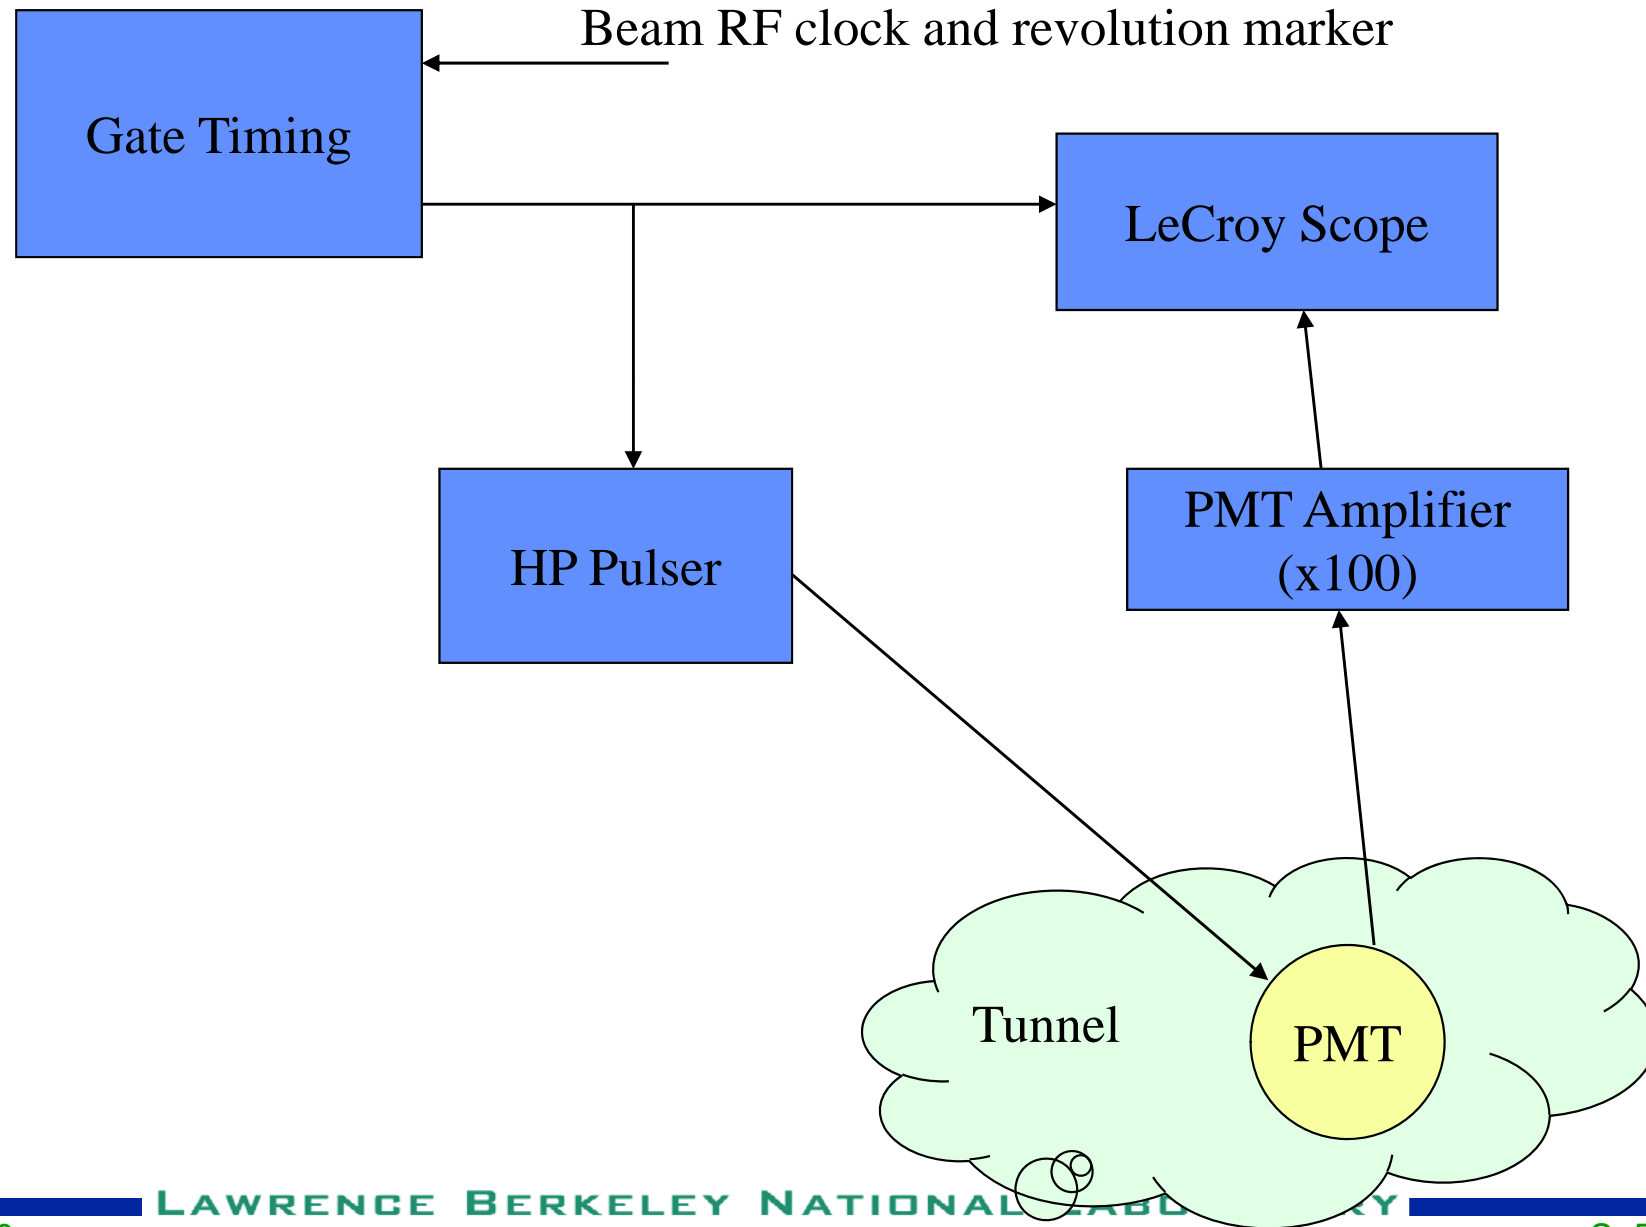 Beam RF clock and revolution marker
Gate Timing
LeCroy Scope
PMT Amplifier
(x100)
HP Pulser
Tunnel
PMT
LAWRENCE BERKELEY NATIONAL